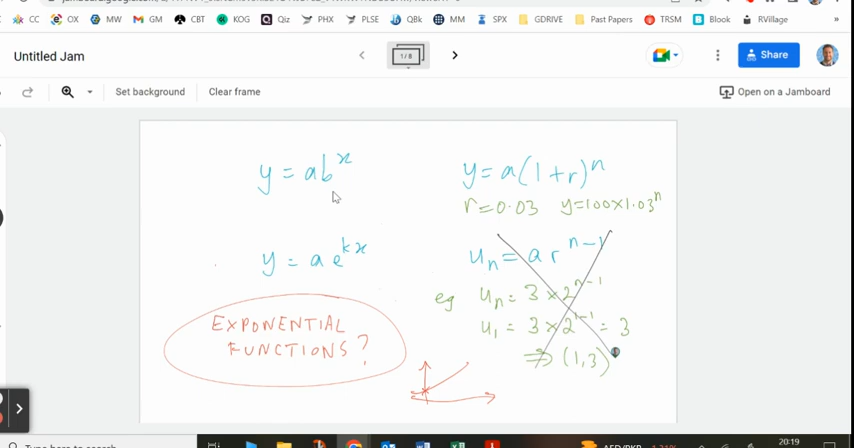 CC OX MW GM CBT KOG Qiz PHX PLSE QBk MM SPX GDRIVE Past Papers TRSM Blook RVillage
Untitled Jam
1/8
Share
Set background Clear frame
Open on a Jamboard
y = ab^x
y = ae^kx
EXPONENTIAL
FUNCTIONS?
y = a(1+r)^n
r = 0.03 y = 100×1.03^n
u_n = ar^n-1
eg u_n = 3 × 2^n-1
u_1 = 3 × 2^1-1 = 3
⇒ (1,3)
20:19